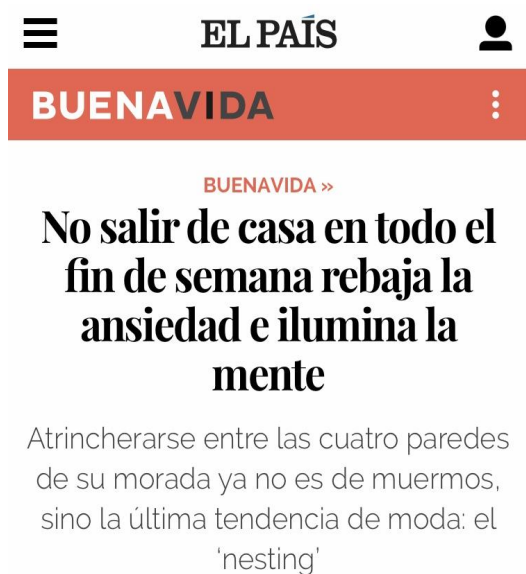 EL PAÍS
BUENAVIDA
BUENAVIDA »
No salir de casa en todo el
fin de semana rebaja la
ansiedad e ilumina la
mente
Atrincherarse entre las cuatro paredes
de su morada ya no es de muermos,
sino la última tendencia de moda: el
‘nesting’